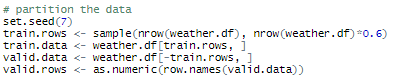 # partition the data
set.seed(7)
train.rows <- sample(nrow(weather.df), nrow(weather.df)*0.6)
train.data <- weather.df[train.rows, ]
valid.data <- weather.df[-train.rows, ]
valid.rows <- as.numeric(row.names(valid.data))